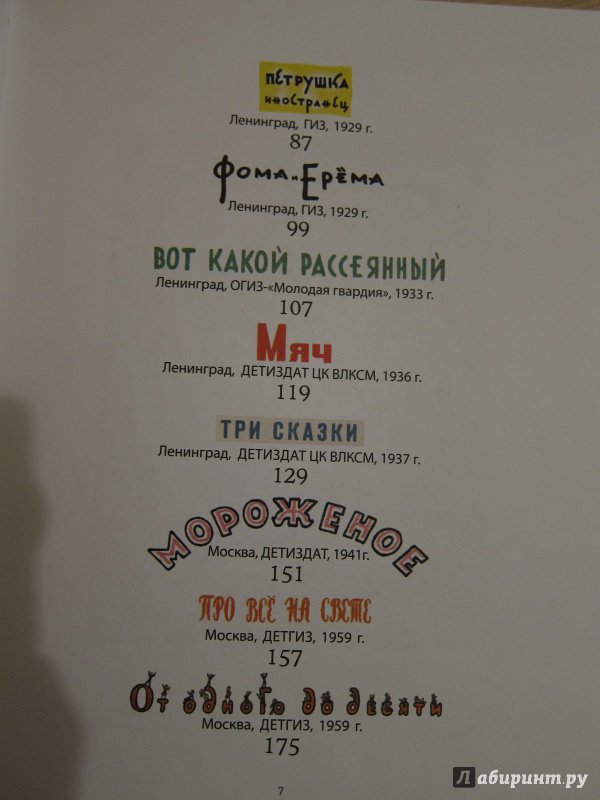 ПЕТРУШКА
иностранец
Ленинград, ГИЗ, 1929 г.
87
Фома и Ерёма
Ленинград, ГИЗ, 1929 г.
99
ВОТ КАКОЙ РАССЕЯННЫЙ
Ленинград, ОГИЗ-«Молодая гвардия», 1933 г.
107
Мяч
Ленинград, ДЕТИЗДАТ ЦК ВЛКСМ, 1936 г.
119
ТРИ СКАЗКИ
Ленинград, ДЕТИЗДАТ ЦК ВЛКСМ, 1937 г.
129
МОРОЖЕНОЕ
Москва, ДЕТИЗДАТ, 1941г.
151
ПРО ВСЁ НА СВЕТЕ
Москва, ДЕТГИЗ, 1959 г.
157
От одного до десяти
Москва, ДЕТГИЗ, 1959 г.
175
7
Лабиринт.ру